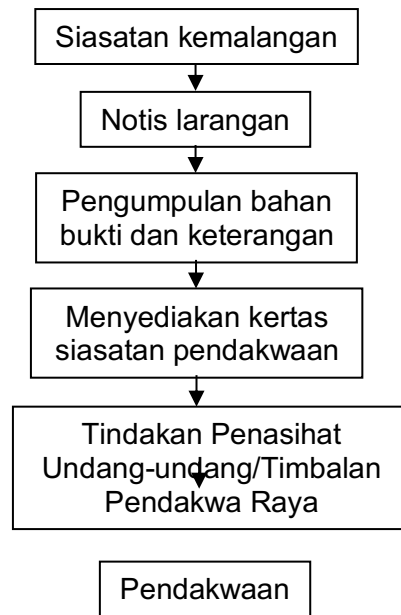 Siasatan kemalangan
Notis larangan
Pengumpulan bahan
bukti dan keterangan
Menyediakan kertas
siasatan pendakwaan
Tindakan Penasihat
Undang-undang/Timbalan
Pendakwa Raya
Pendakwaan